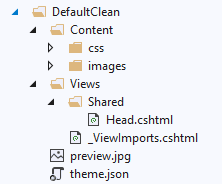 DefaultClean
Content
css
images
Views
Shared
Head.cshtml
_ViewImports.cshtml
preview.jpg
theme.json